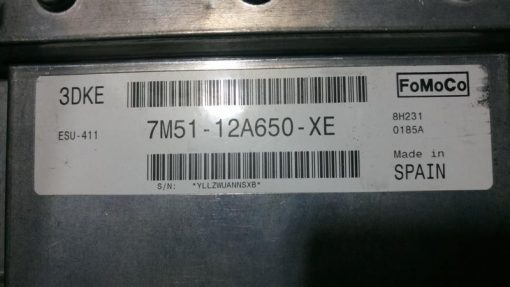 3DKE
FoMoCo
ESU-411
7M51-12A650-XE
8H231
0185A
Made in
SPAIN
S/N: *YLLZWUANNSXB*